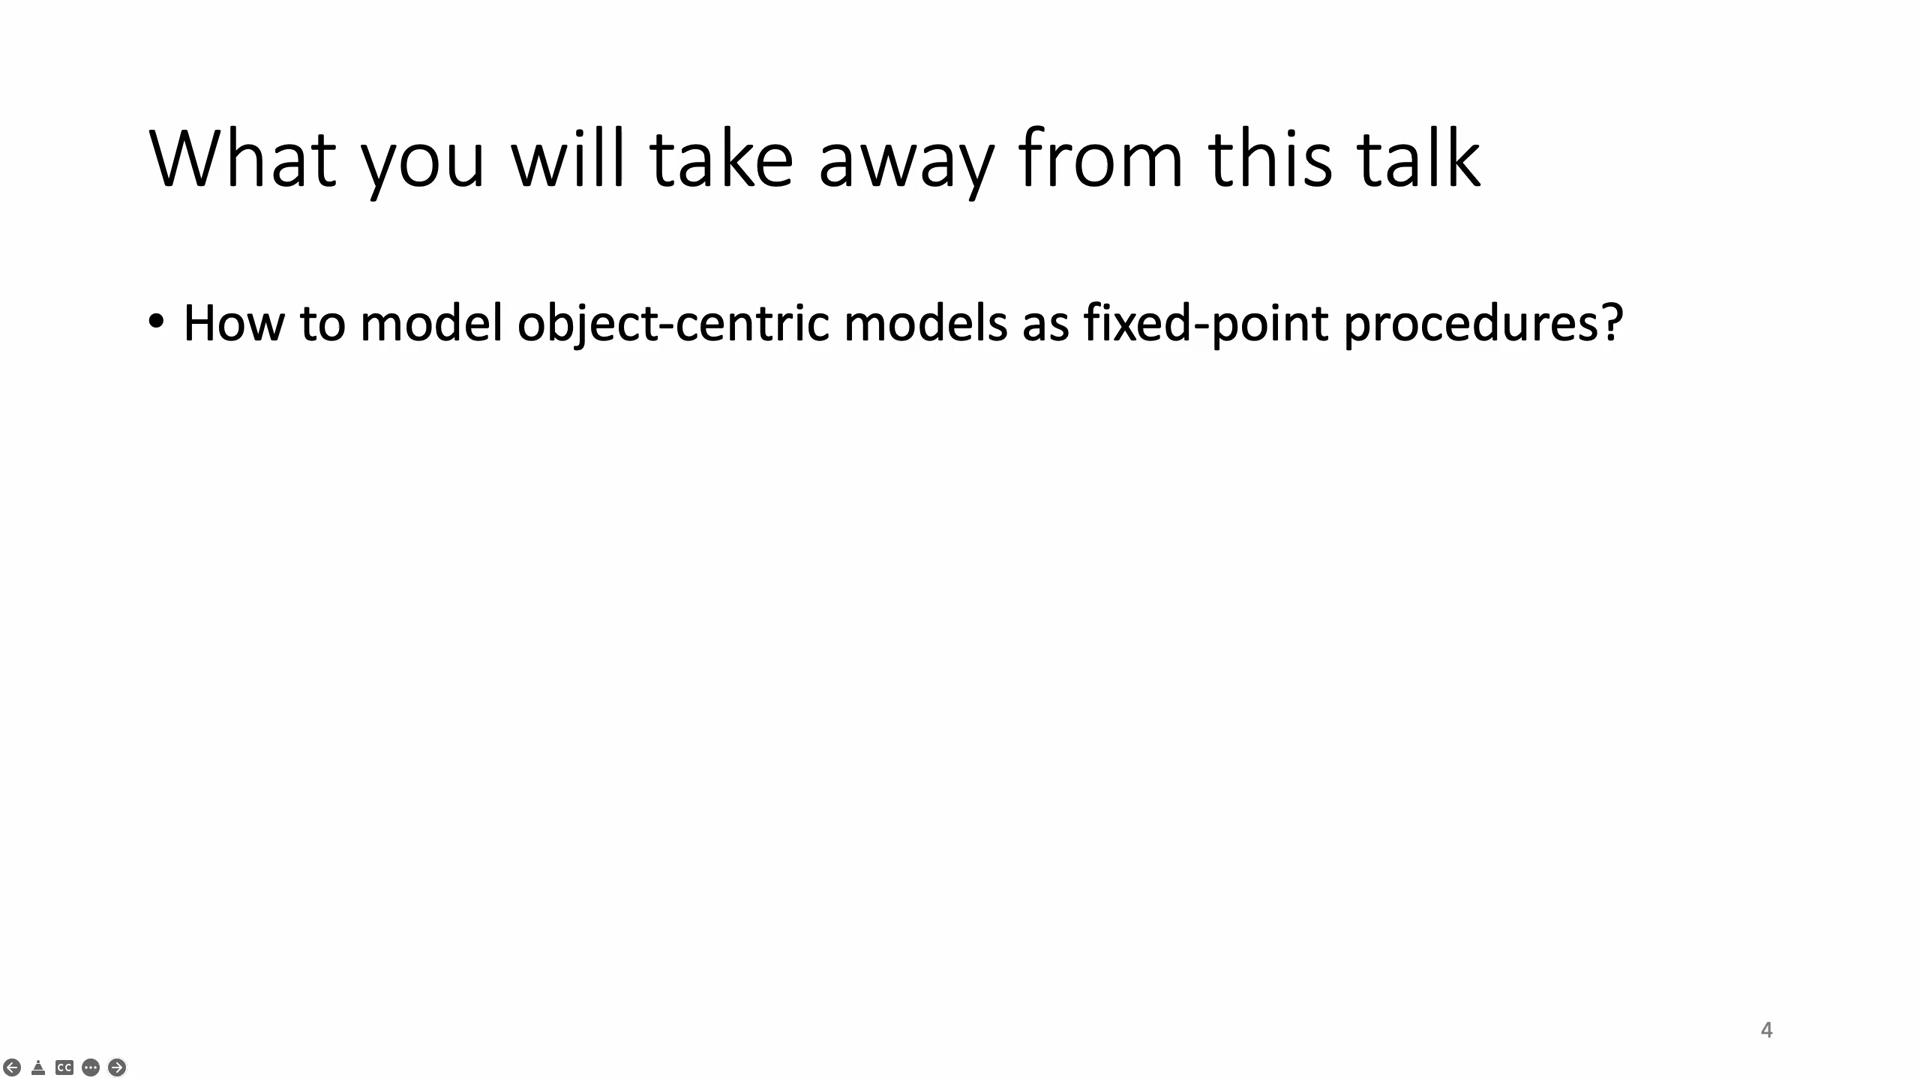 What you will take away from this talk
• How to model object-centric models as fixed-point procedures?
4
CC